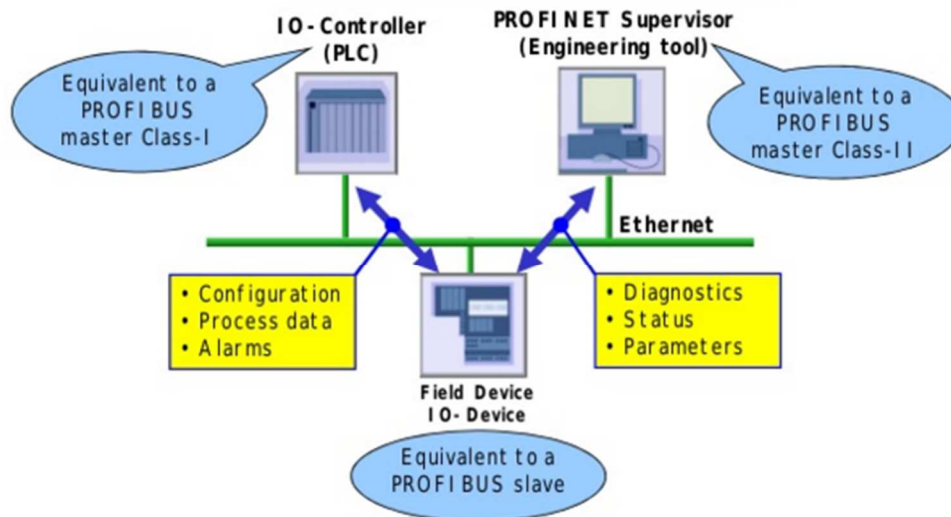 IO-Controller
(PLC)
PROFINET Supervisor
(Engineering tool)
Equivalent to a
PROFIBUS
master Class-I
Equivalent to a
PROFIBUS
master Class-II
Ethernet
• Configuration
• Process data
• Alarms
• Diagnostics
• Status
• Parameters
Field Device
IO-Device
Equivalent to a
PROFIBUS slave